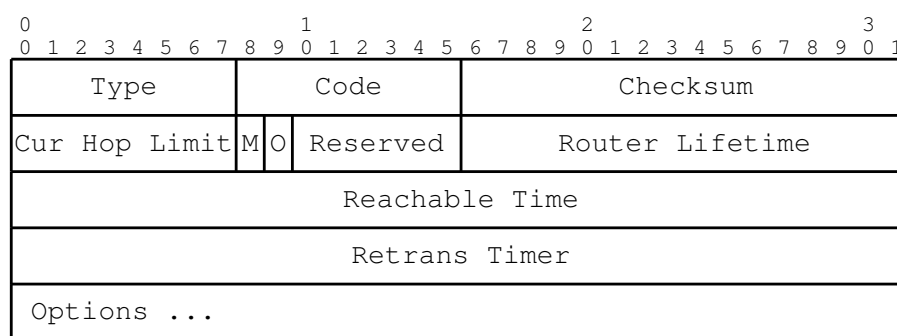 0 1 2 3
0 1 2 3 4 5 6 7 8 9 0 1 2 3 4 5 6 7 8 9 0 1 2 3 4 5 6 7 8 9 0 1
Type Code Checksum
Cur Hop Limit M O Reserved Router Lifetime
Reachable Time
Retrans Timer
Options ...